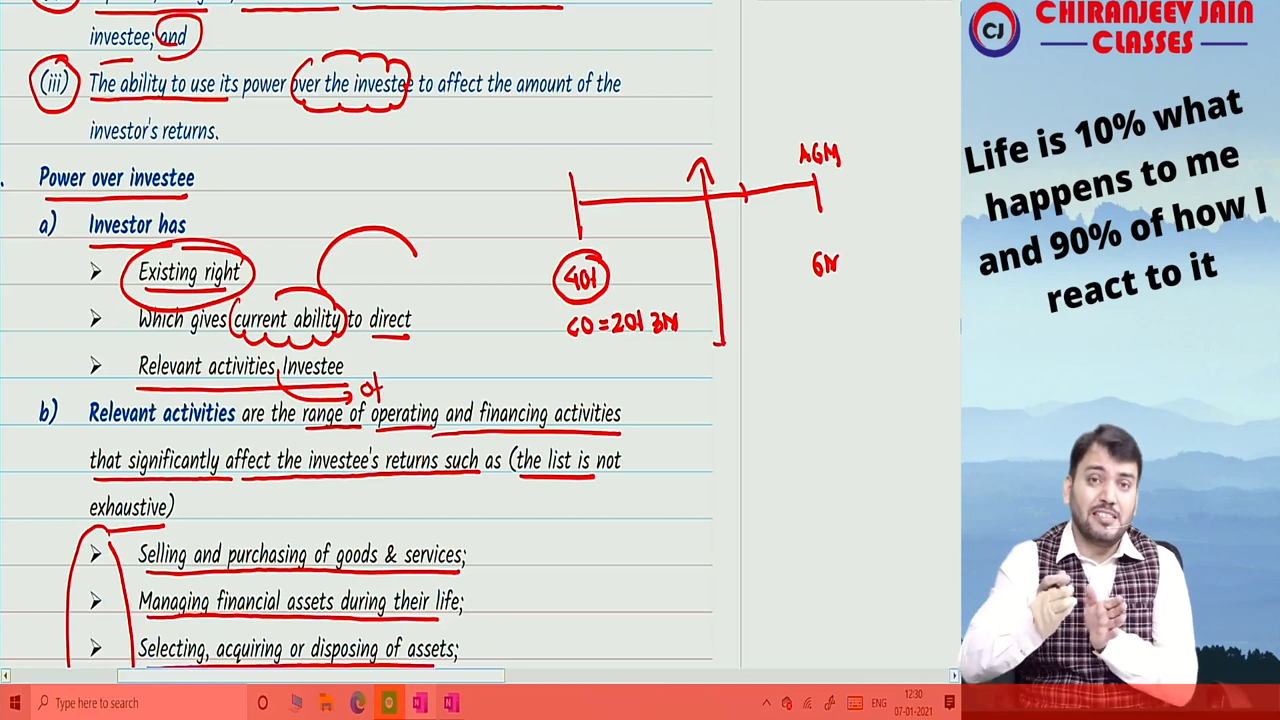 investee; and
(iii) The ability to use its power over the investee to affect the amount of the
investor's returns.
Power over investee
a) Investor has
Existing right
Which gives current ability to direct
Relevant activities Investee
of
b) Relevant activities are the range of operating and financing activities
that significantly affect the investee's returns such as (the list is not
exhaustive)
Selling and purchasing of goods & services;
Managing financial assets during their life;
Selecting, acquiring or disposing of assets;
AGM
6M
CHIRANJEEV JAIN
CLASSES
CJ
Life is 10% what
happens to me
and 90% of how I
react to it
Type here to search
ENG
12:30
07-01-2021